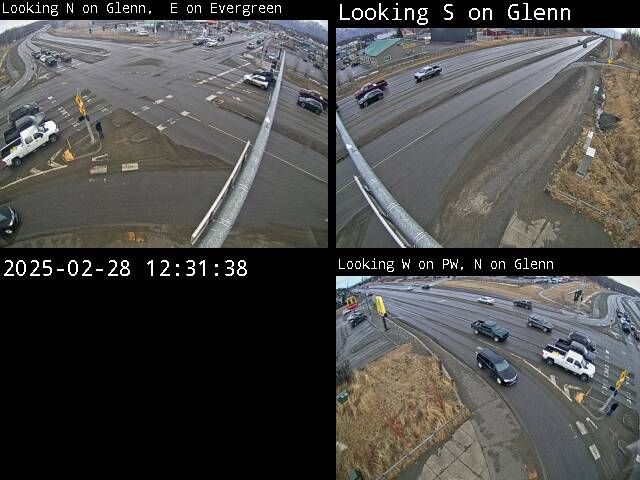 Looking N on Glenn,  E on Evergreen
Looking S on Glenn
2025-02-28 12:31:38
Looking W on PW, N on Glenn